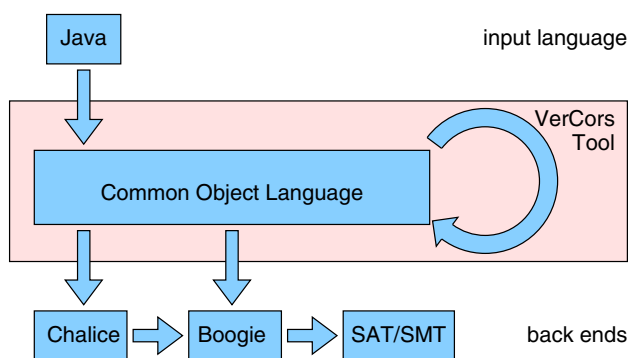 Java
input language
VerCors
Tool
Common Object Language
Chalice
Boogie
SAT/SMT
back ends